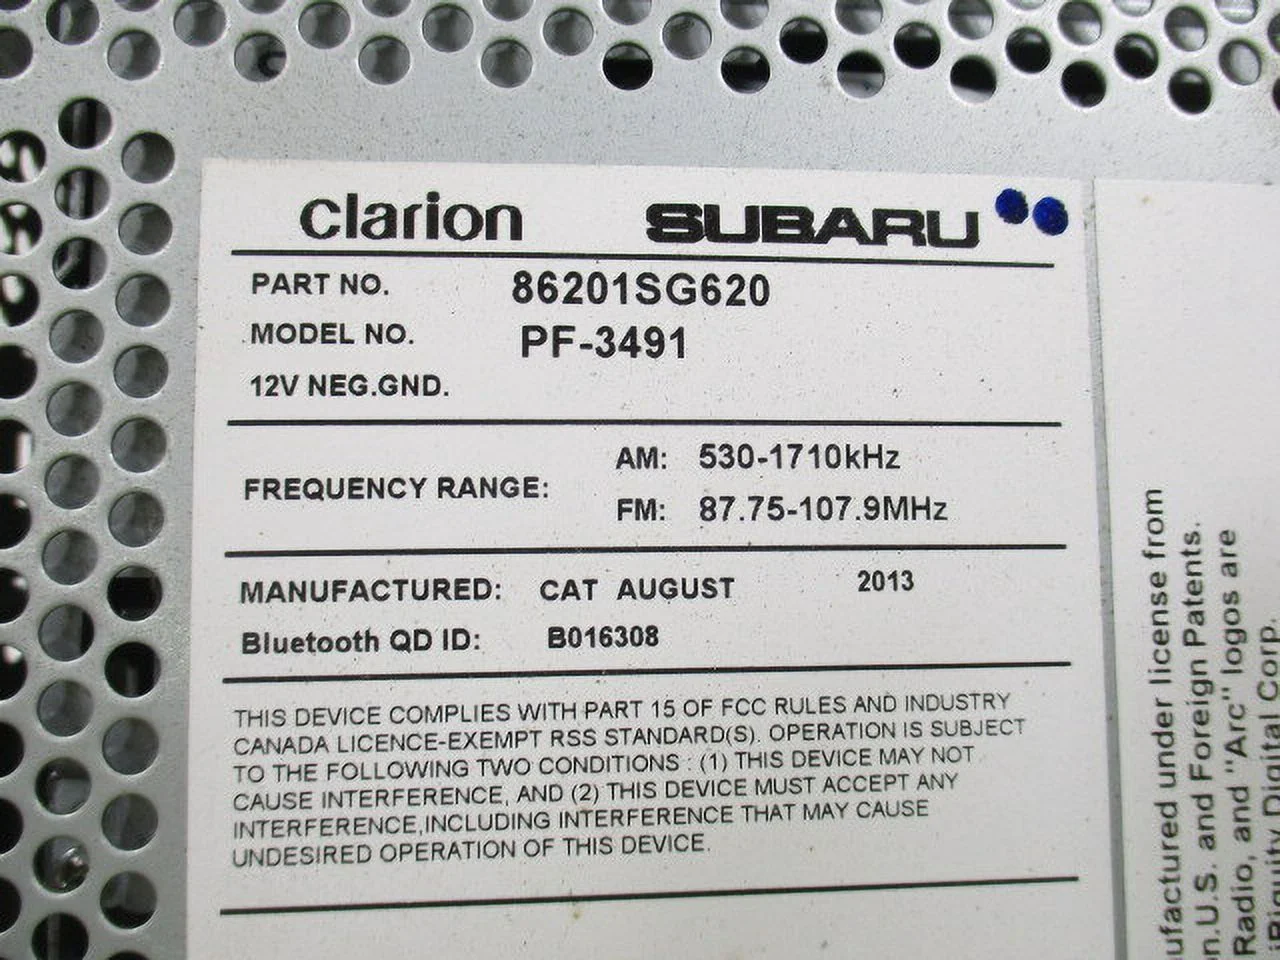 clarion SUBARU
PART NO. 86201SG620
MODEL NO. PF-3491
12V NEG.GND.
FREQUENCY RANGE: AM: 530-1710kHz
FM: 87.75-107.9MHz
MANUFACTURED: CAT AUGUST 2013
Bluetooth QD ID: B016308
THIS DEVICE COMPLIES WITH PART 15 OF FCC RULES AND INDUSTRY
CANADA LICENCE-EXEMPT RSS STANDARD(S). OPERATION IS SUBJECT
TO THE FOLLOWING TWO CONDITIONS : (1) THIS DEVICE MAY NOT
CAUSE INTERFERENCE, AND (2) THIS DEVICE MUST ACCEPT ANY
INTERFERENCE,INCLUDING INTERFERENCE THAT MAY CAUSE
UNDESIRED OPERATION OF THIS DEVICE.
ufactured under license from
n.U.S. and Foreign Patents.
Radio, and "Arc" logos are
iBiquity Digital Corp.